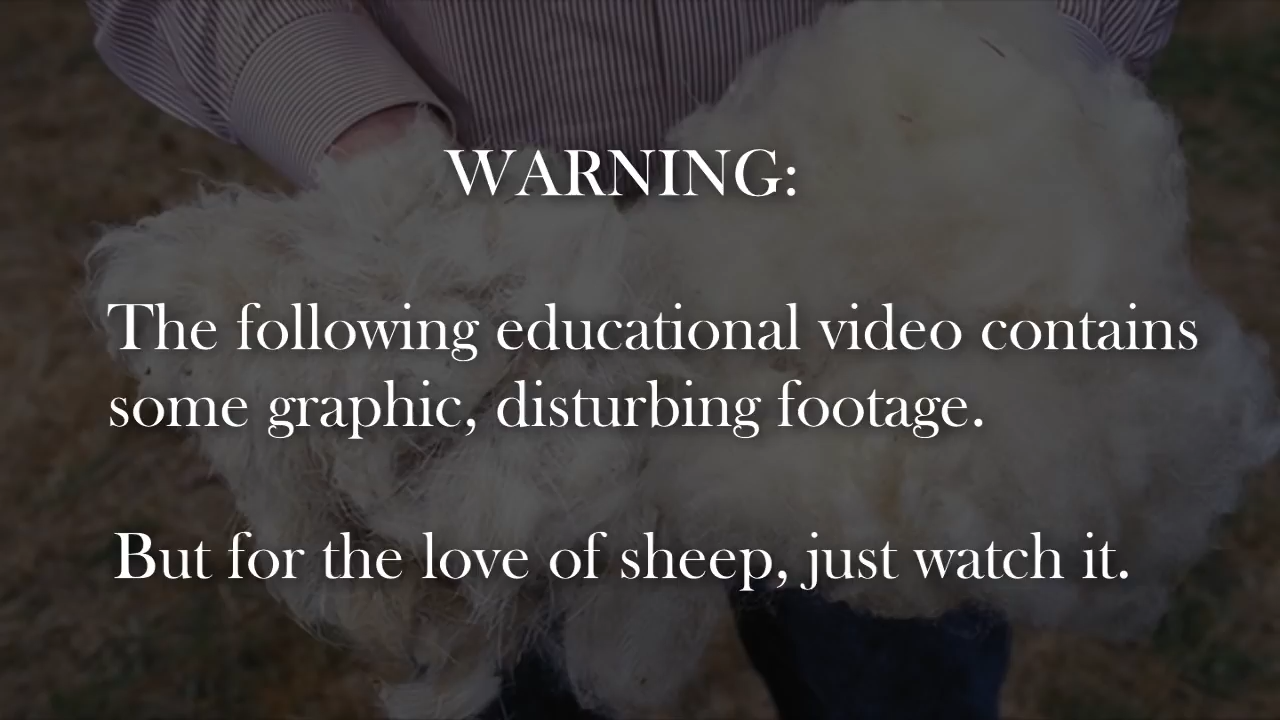 WARNING:
The following educational video contains
some graphic, disturbing footage.
But for the love of sheep, just watch it.